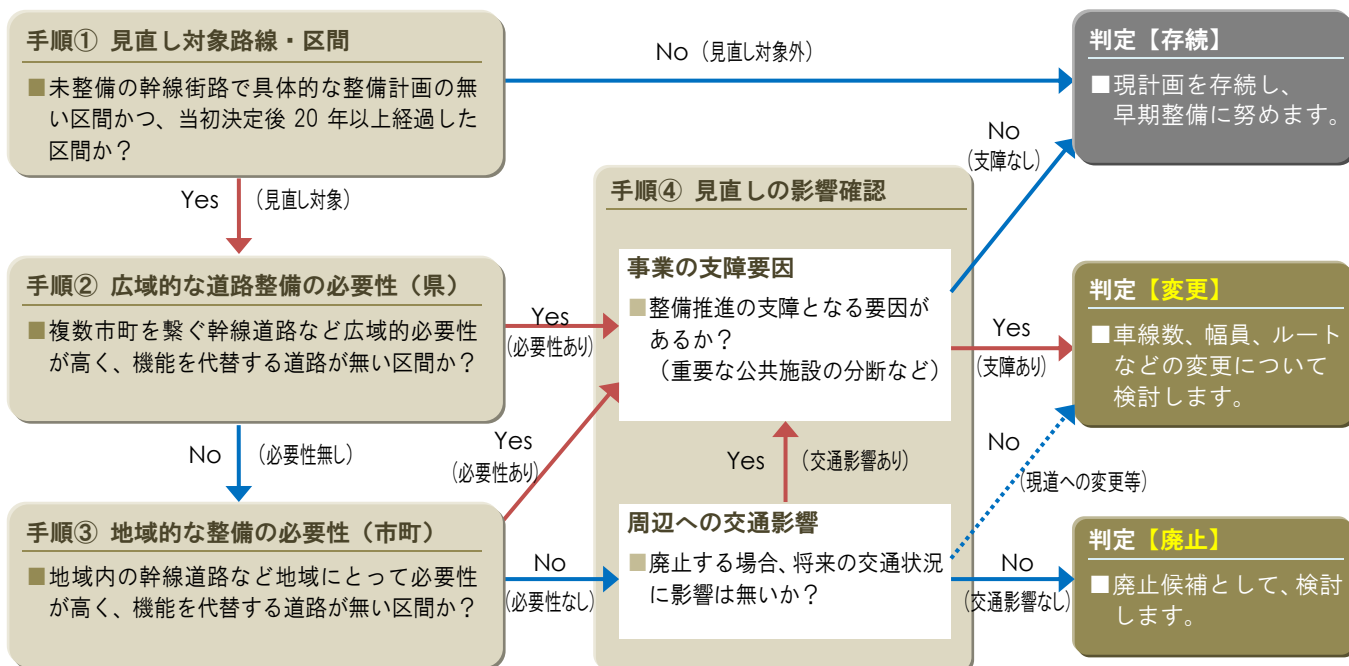 手順① 見直し対象路線・区間
■未整備の幹線街路で具体的な整備計画の無
い区間かつ、当初決定後 20 年以上経過した
区間か？
No（見直し対象外）
判定【存続】
■現計画を存続し、
早期整備に努めます。
Yes （見直し対象）
No
（支障なし）
手順② 広域的な道路整備の必要性（県）
■複数市町を繋ぐ幹線道路など広域的必要性
が高く、機能を代替する道路が無い区間か？
Yes
（必要性あり）
手順④ 見直しの影響確認
事業の支障要因
■整備推進の支障となる要因が
あるか？
（重要な公共施設の分断など）
Yes
（支障あり）
判定【変更】
■車線数、幅員、ルート
などの変更について
検討します。
No （必要性無し）
Yes
（必要性あり）
Yes （交通影響あり）
No
（現道への変更等）
手順③ 地域的な整備の必要性（市町）
■地域内の幹線道路など地域にとって必要性
が高く、機能を代替する道路が無い区間か？
No
（必要性なし）
周辺への交通影響
■廃止する場合、将来の交通状況
に影響は無いか？
No
（交通影響なし）
判定【廃止】
■廃止候補として、検討
します。